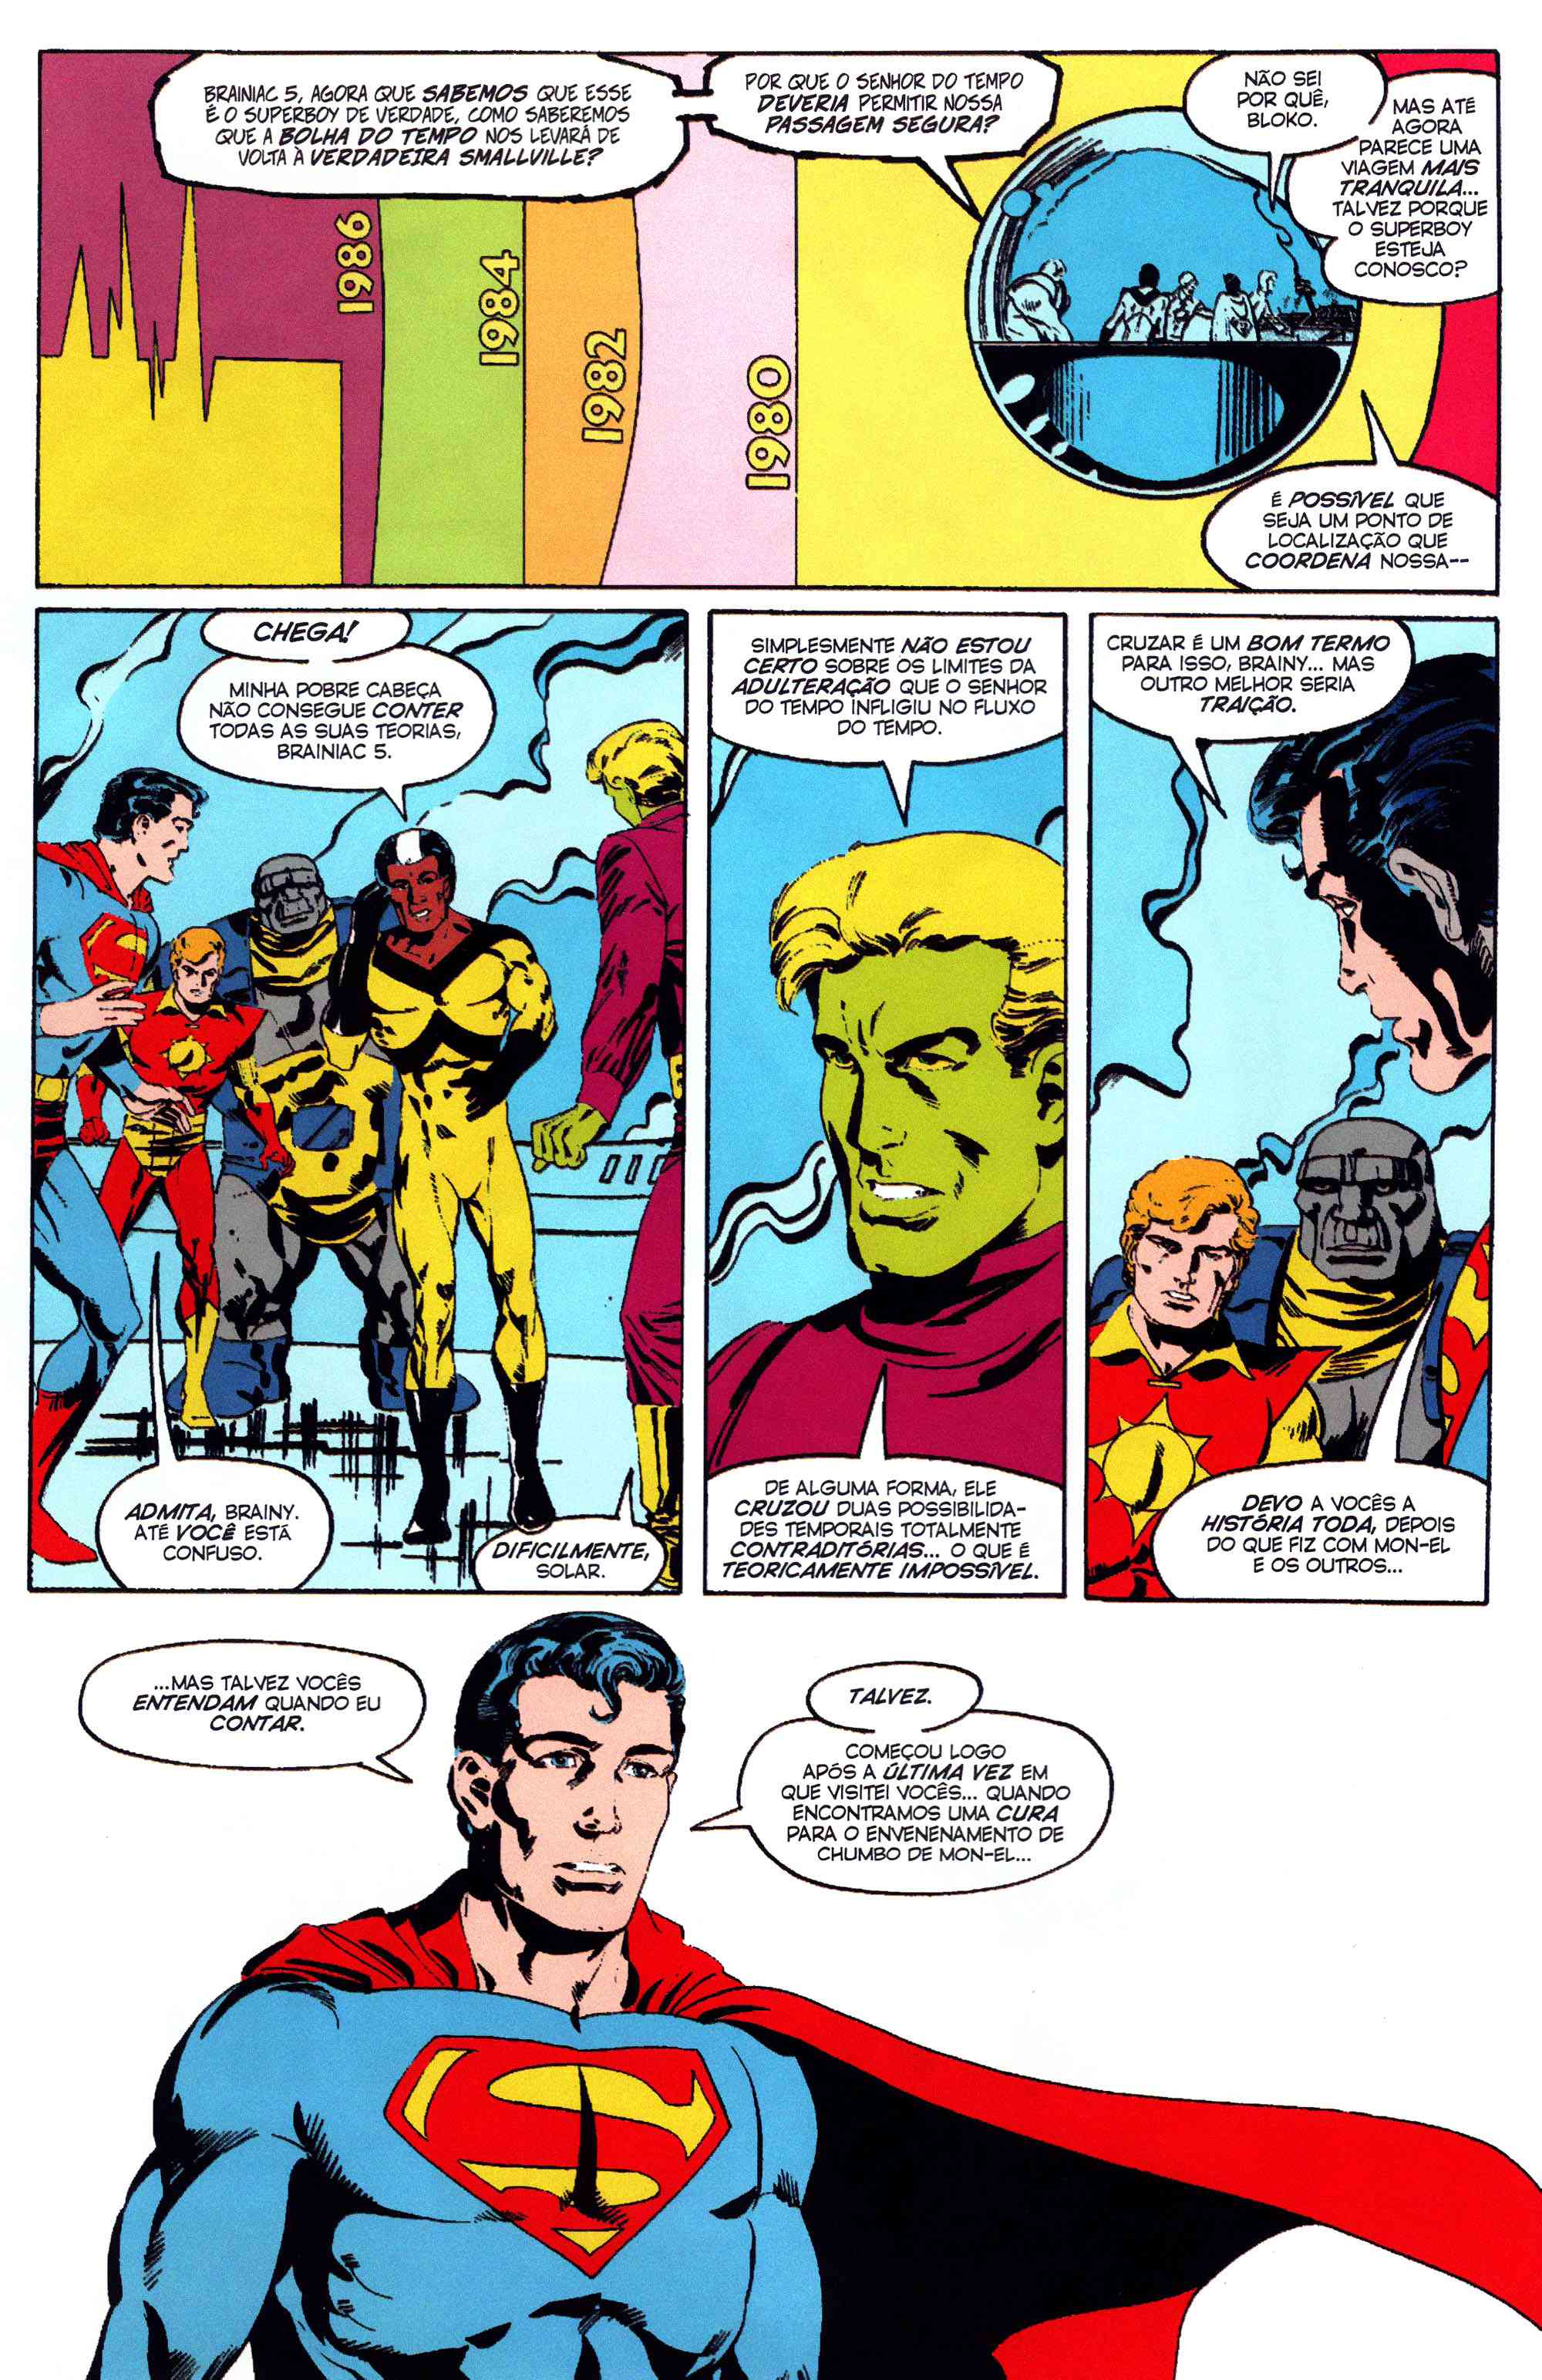 BRAINIAC 5, AGORA QUE SABEMOS QUE ESSE
É O SUPERBOY DE VERDADE, COMO SABEREMOS
QUE A BOLHA DO TEMPO NOS LEVARÁ DE
VOLTA À VERDADEIRA SMALLVILLE?
POR QUE O SENHOR DO TEMPO
DEVERIA PERMITIR NOSSA
PASSAGEM SEGURA?
NÃO SEI
POR QUÊ,
BLOKO.
MAS ATÉ
AGORA
PARECE UMA
VIAGEM MAIS
TRANQUILA...
TALVEZ PORQUE
O SUPERBOY
ESTEJA
CONOSCO?
1986
1984
1982
1980
É POSSÍVEL QUE
SEJA UM PONTO DE
LOCALIZAÇÃO QUE
COORDENA NOSSA--
CHEGA!
MINHA POBRE CABEÇA
NÃO CONSEGUE CONTER
TODAS AS SUAS TEORIAS,
BRAINIAC 5.
ADMITA, BRAINY.
ATÉ VOCÊ ESTÁ
CONFUSO.
DIFICILMENTE,
SOLAR.
SIMPLESMENTE NÃO ESTOU
CERTO SOBRE OS LIMITES DA
ADULTERAÇÃO QUE O SENHOR
DO TEMPO INFLIGIU NO FLUXO
DO TEMPO.
DE ALGUMA FORMA, ELE
CRUZOU DUAS POSSIBILIDA-
DES TEMPORAIS TOTALMENTE
CONTRADITÓRIAS... O QUE É
TEORICAMENTE IMPOSSÍVEL.
CRUZAR É UM BOM TERMO
PARA ISSO, BRAINY... MAS
OUTRO MELHOR SERIA
TRAIÇÃO.
DEVO A VOCÊS A
HISTÓRIA TODA, DEPOIS
DO QUE FIZ COM MON-EL
E OS OUTROS...
...MAS TALVEZ VOCÊS
ENTENDAM QUANDO EU
CONTAR.
TALVEZ.
COMEÇOU LOGO
APÓS A ÚLTIMA VEZ EM
QUE VISITEI VOCÊS... QUANDO
ENCONTRAMOS UMA CURA
PARA O ENVENENAMENTO DE
CHUMBO DE MON-EL...